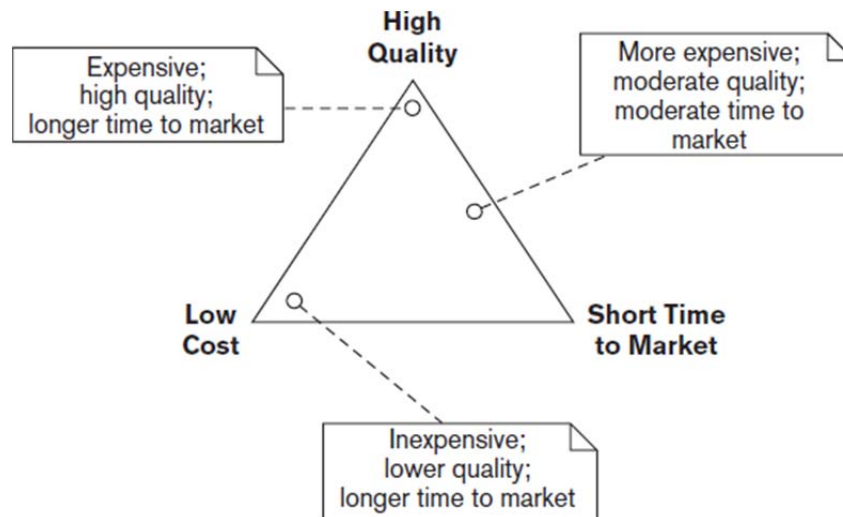 High
Quality
Expensive;
high quality;
longer time to market
More expensive;
moderate quality;
moderate time to
market
Low
Cost
Short Time
to Market
Inexpensive;
lower quality;
longer time to market